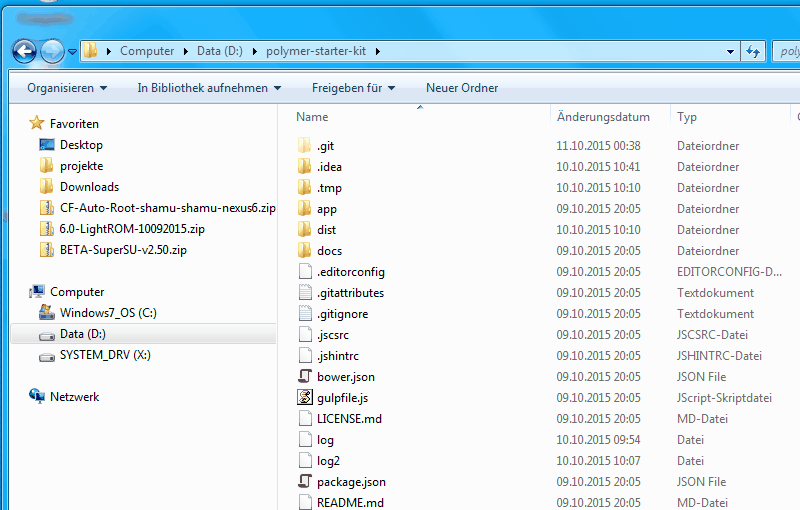 Computer Data (D:) polymer-starter-kit poly
Organisieren In Bibliothek aufnehmen Freigeben für Neuer Ordner
Favoriten
Desktop
projekte
Downloads
CF-Auto-Root-shamu-shamu-nexus6.zip
6.0-LightROM-10092015.zip
BETA-SuperSU-v2.50.zip
Computer
Windows7_OS (C:)
Data (D:)
SYSTEM_DRV (X:)
Netzwerk
Name Änderungsdatum Typ
.git 11.10.2015 00:38 Dateiordner
.idea 10.10.2015 10:41 Dateiordner
.tmp 10.10.2015 10:10 Dateiordner
app 09.10.2015 20:05 Dateiordner
dist 10.10.2015 10:10 Dateiordner
docs 09.10.2015 20:05 Dateiordner
.editorconfig 09.10.2015 20:05 EDITORCONFIG-D...
.gitattributes 09.10.2015 20:05 Textdokument
.gitignore 09.10.2015 20:05 Textdokument
.jscsrc 09.10.2015 20:05 JSCSRC-Datei
.jshintrc 09.10.2015 20:05 JSHINTRC-Datei
bower.json 09.10.2015 20:05 JSON File
gulpfile.js 09.10.2015 20:05 JScript-Skriptdatei
LICENSE.md 09.10.2015 20:05 MD-Datei
log 10.10.2015 09:54 Datei
log2 10.10.2015 10:07 Datei
package.json 09.10.2015 20:05 JSON File
README.md 09.10.2015 20:05 MD-Datei